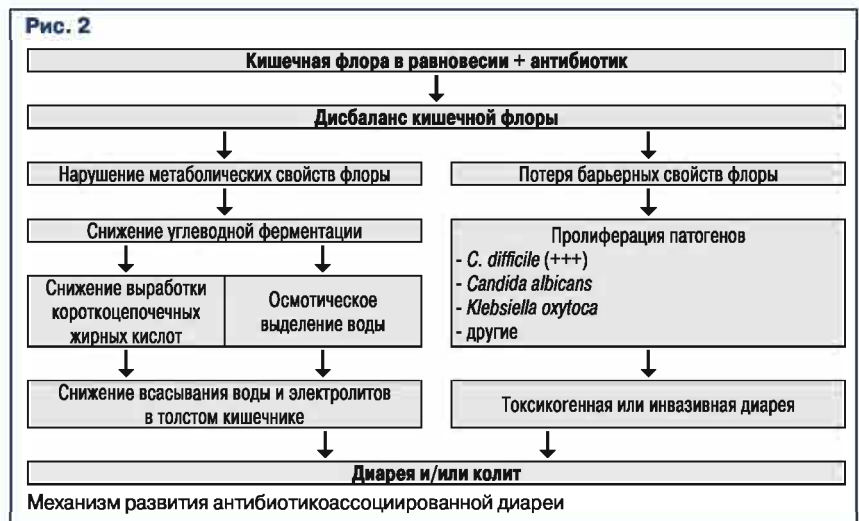 Рис. 2
Кишечная флора в равновесии + антибиотик
Дисбаланс кишечной флоры
Нарушение метаболических свойств флоры
Снижение углеводной ферментации
Снижение выработки
короткоцепочечных
жирных кислот
Осмотическое
выделение воды
Снижение всасывания воды и электролитов
в толстом кишечнике
Потеря барьерных свойств флоры
Пролиферация патогенов
- C. difficile (+++)
- Candida albicans
- Klebsiella oxytoca
- другие
Токсикогенная или инвазивная диарея
Диарея и/или колит
Механизм развития антибиотикоассоциированной диареи